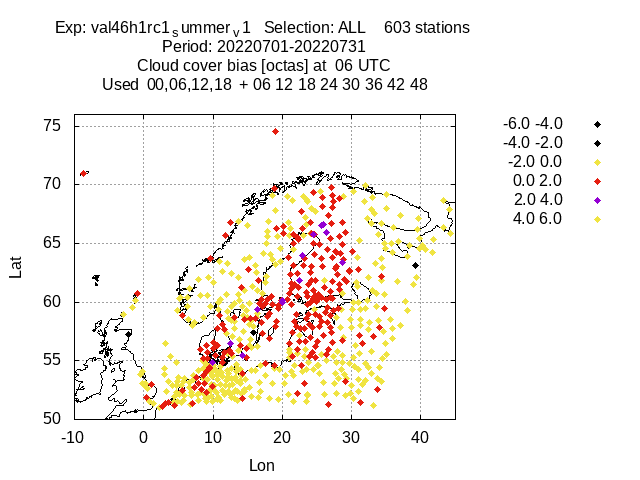 Exp: val46h1rc1summerv1 Selection: ALL 603 stations
Period: 20220701-20220731
Cloud cover bias [octas] at 06 UTC
Used 00,06,12,18 + 06 12 18 24 30 36 42 48
75
70
65
60
55
50
Lat
-10 0 10 20 30 40
Lon
-6.0 -4.0
-4.0 -2.0
-2.0 0.0
0.0 2.0
2.0 4.0
4.0 6.0